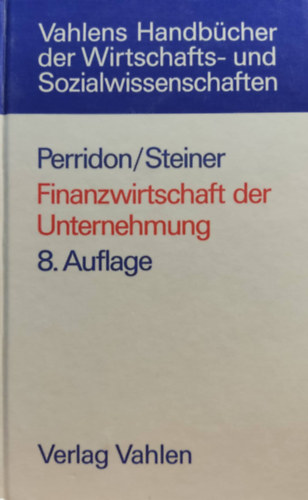 Vahlens Handbücher
der Wirtschafts- und
Sozialwissenschaften
Perridon/Steiner
Finanzwirtschaft der
Unternehmung
8. Auflage
Verlag Vahlen